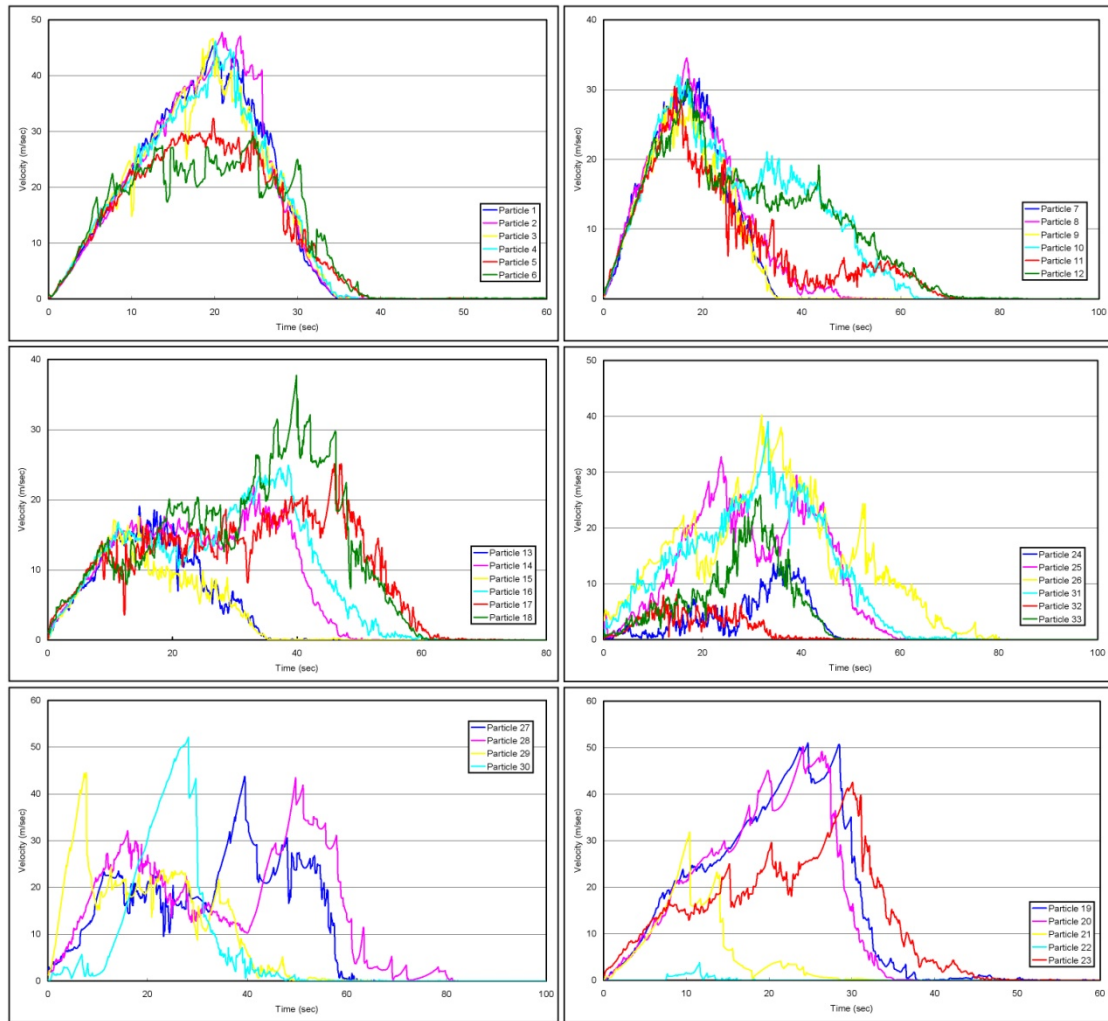 50
40
30
20
10
0
Velocity (m/sec)
0 10 20 30 40 50 60
Time (sec)
Particle 1
Particle 2
Particle 3
Particle 4
Particle 5
Particle 6
40
30
20
10
0
Velocity (m/sec)
0 20 40 60 80 100
Time (sec)
Particle 7
Particle 8
Particle 9
Particle 10
Particle 11
Particle 12
40
30
20
10
0
Velocity (m/sec)
0 20 40 60 80
Time (sec)
Particle 13
Particle 14
Particle 15
Particle 16
Particle 17
Particle 18
50
40
30
20
10
0
Velocity (m/sec)
0 20 40 60 80 100
Time (sec)
Particle 24
Particle 25
Particle 26
Particle 31
Particle 32
Particle 33
60
50
40
30
20
10
0
Velocity (m/sec)
0 20 40 60 80 100
Time (sec)
Particle 27
Particle 28
Particle 29
Particle 30
60
50
40
30
20
10
0
Velocity (m/sec)
0 10 20 30 40 50 60
Time (sec)
Particle 19
Particle 20
Particle 21
Particle 22
Particle 23